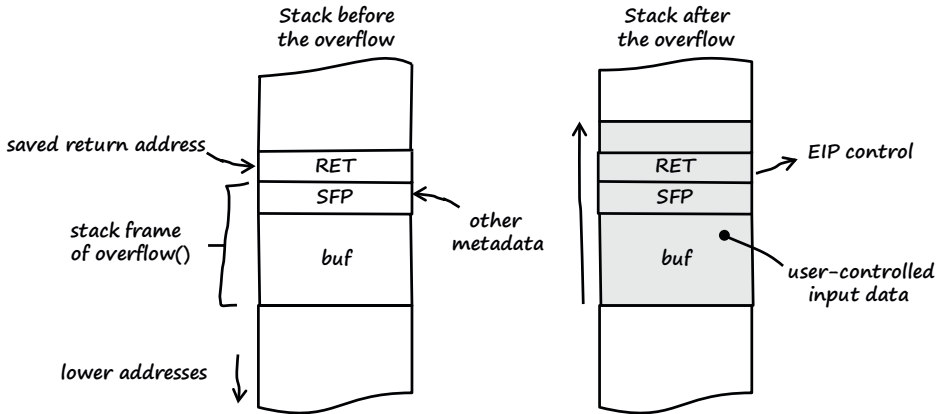 Stack before
the overflow
saved return address
RET
SFP
other
metadata
stack frame
of overflow()
buf
lower addresses
Stack after
the overflow
RET
EIP control
SFP
buf
user-controlled
input data